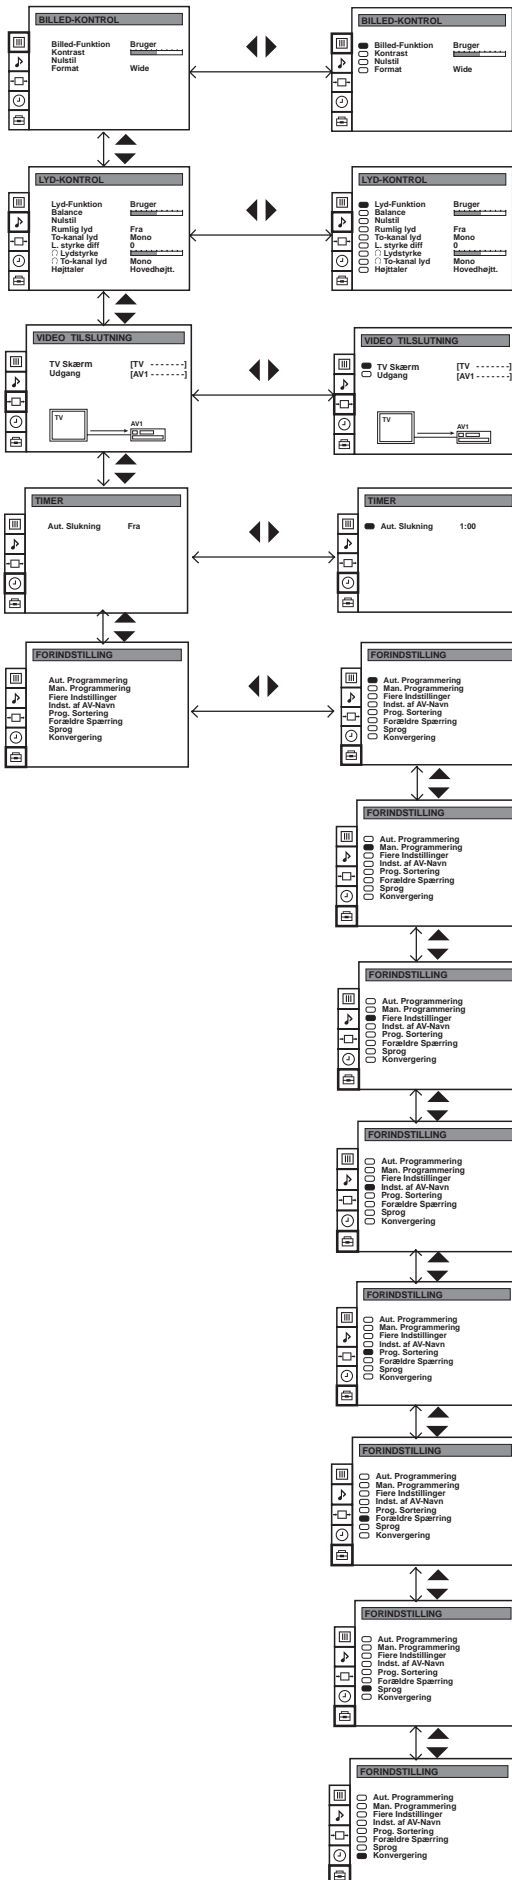 BILLED-KONTROL
Billed-Funktion Bruger
Kontrast
Nulstil
Format Wide
BILLED-KONTROL
Billed-Funktion Bruger
Kontrast
Nulstil
Format Wide
LYD-KONTROL
Lyd-Funktion Bruger
Balance
Nulstil
Rumlig lyd Fra
To-kanal lyd Mono
L. styrke diff 0
Lydstyrke
To-kanal lyd Mono
Højttaler Hovedhøjtt.
LYD-KONTROL
Lyd-Funktion Bruger
Balance
Nulstil
Rumlig lyd Fra
To-kanal lyd Mono
L. styrke diff 0
Lydstyrke
To-kanal lyd Mono
Højttaler Hovedhøjtt.
VIDEO TILSLUTNING
TV Skærm [TV -------]
Udgang [AV1 ------]
TV
AV1
VIDEO TILSLUTNING
TV Skærm [TV -------]
Udgang [AV1 ------]
TV
AV1
TIMER
Aut. Slukning Fra
TIMER
Aut. Slukning 1:00
FORINDSTILLING
Aut. Programmering
Man. Programmering
Fiere Indstillinger
Indst. af AV-Navn
Prog. Sortering
Forældre Spærring
Sprog
Konvergering
FORINDSTILLING
Aut. Programmering
Man. Programmering
Fiere Indstillinger
Indst. af AV-Navn
Prog. Sortering
Forældre Spærring
Sprog
Konvergering
FORINDSTILLING
Aut. Programmering
Man. Programmering
Fiere Indstillinger
Indst. af AV-Navn
Prog. Sortering
Forældre Spærring
Sprog
Konvergering
FORINDSTILLING
Aut. Programmering
Man. Programmering
Fiere Indstillinger
Indst. af AV-Navn
Prog. Sortering
Forældre Spærring
Sprog
Konvergering
FORINDSTILLING
Aut. Programmering
Man. Programmering
Fiere Indstillinger
Indst. af AV-Navn
Prog. Sortering
Forældre Spærring
Sprog
Konvergering
FORINDSTILLING
Aut. Programmering
Man. Programmering
Fiere Indstillinger
Indst. af AV-Navn
Prog. Sortering
Forældre Spærring
Sprog
Konvergering
FORINDSTILLING
Aut. Programmering
Man. Programmering
Fiere Indstillinger
Indst. af AV-Navn
Prog. Sortering
Forældre Spærring
Sprog
Konvergering
FORINDSTILLING
Aut. Programmering
Man. Programmering
Fiere Indstillinger
Indst. af AV-Navn
Prog. Sortering
Forældre Spærring
Sprog
Konvergering
FORINDSTILLING
Aut. Programmering
Man. Programmering
Fiere Indstillinger
Indst. af AV-Navn
Prog. Sortering
Forældre Spærring
Sprog
Konvergering